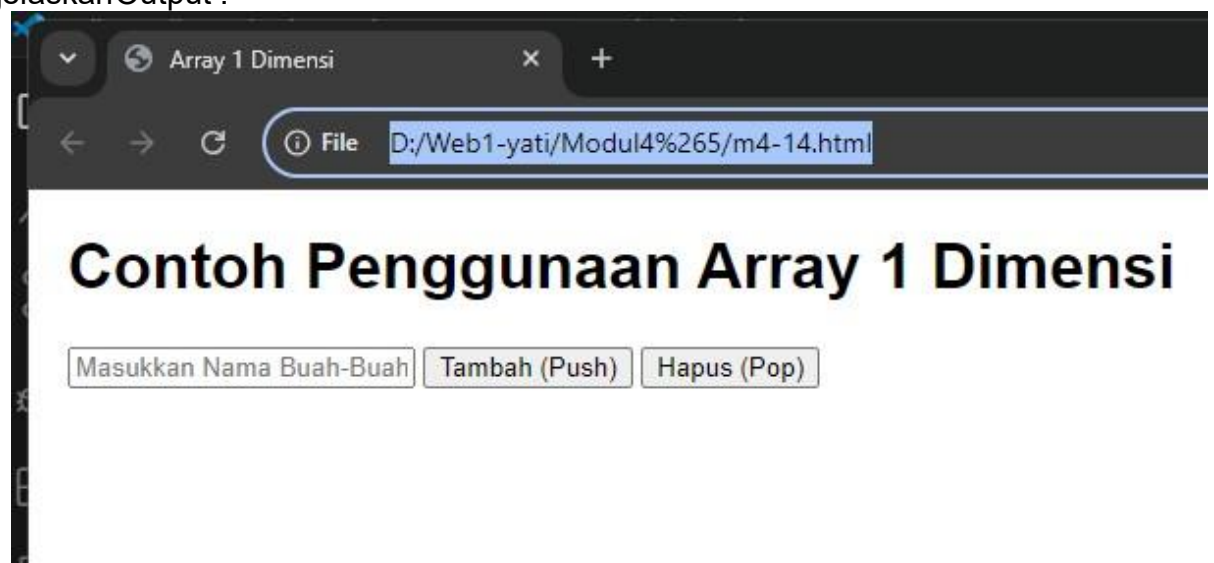 Output :
Array 1 Dimensi
File D:/Web1-yati/Modul4%265/m4-14.html
Contoh Penggunaan Array 1 Dimensi
Masukkan Nama Buah-Buah Tambah (Push) Hapus (Pop)